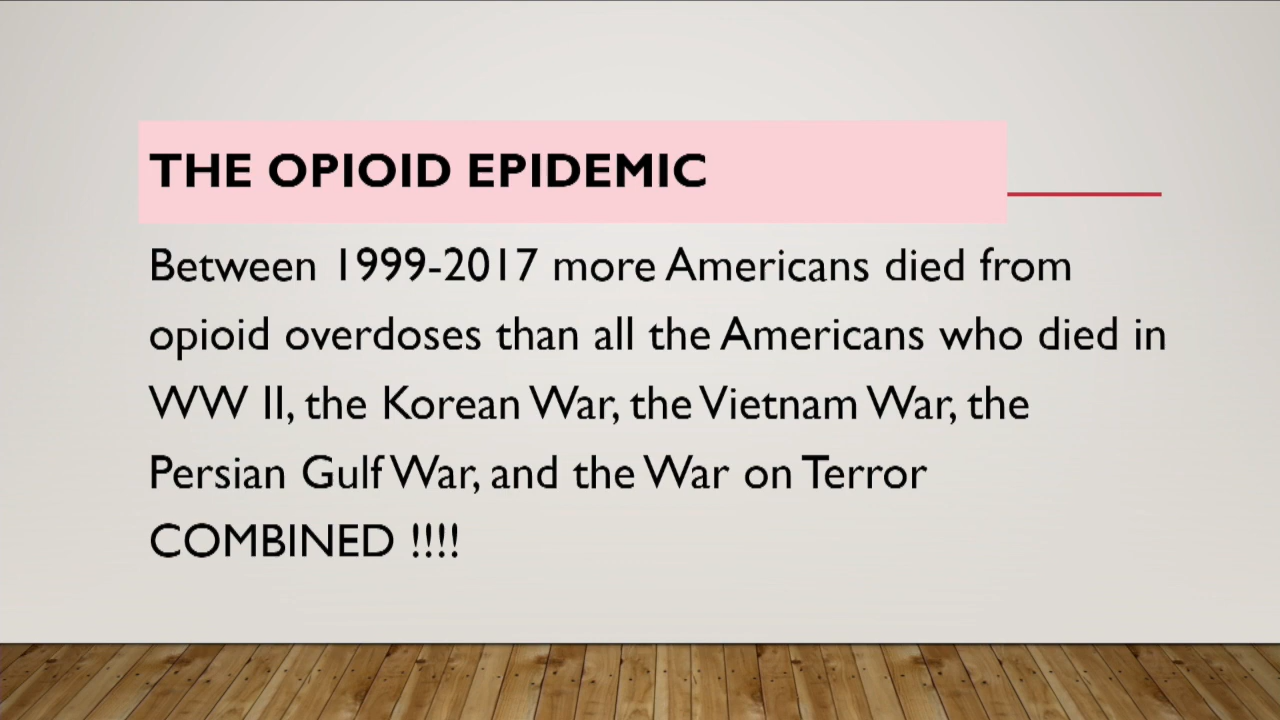 THE OPIOID EPIDEMIC
Between 1999-2017 more Americans died from
opioid overdoses than all the Americans who died in
WW II, the Korean War, the Vietnam War, the
Persian Gulf War, and the War on Terror
COMBINED !!!!